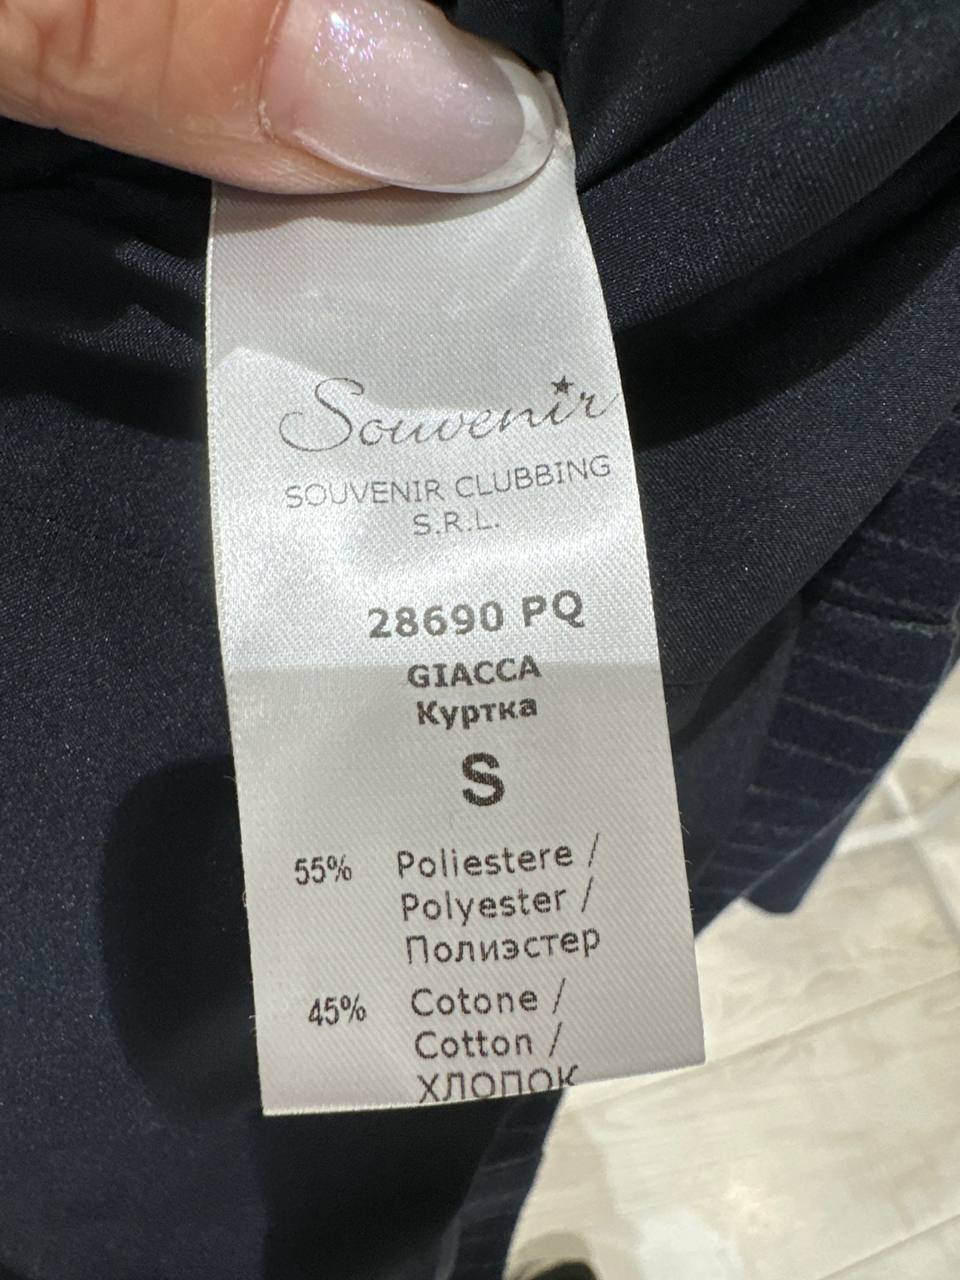 Souvenir
SOUVENIR CLUBBING
S.R.L.
28690 PQ
GIACCA
Куртка
S
55% Poliestere /
Polyester /
Полиэстер
45% Cotone /
Cotton /
ХЛОПОК